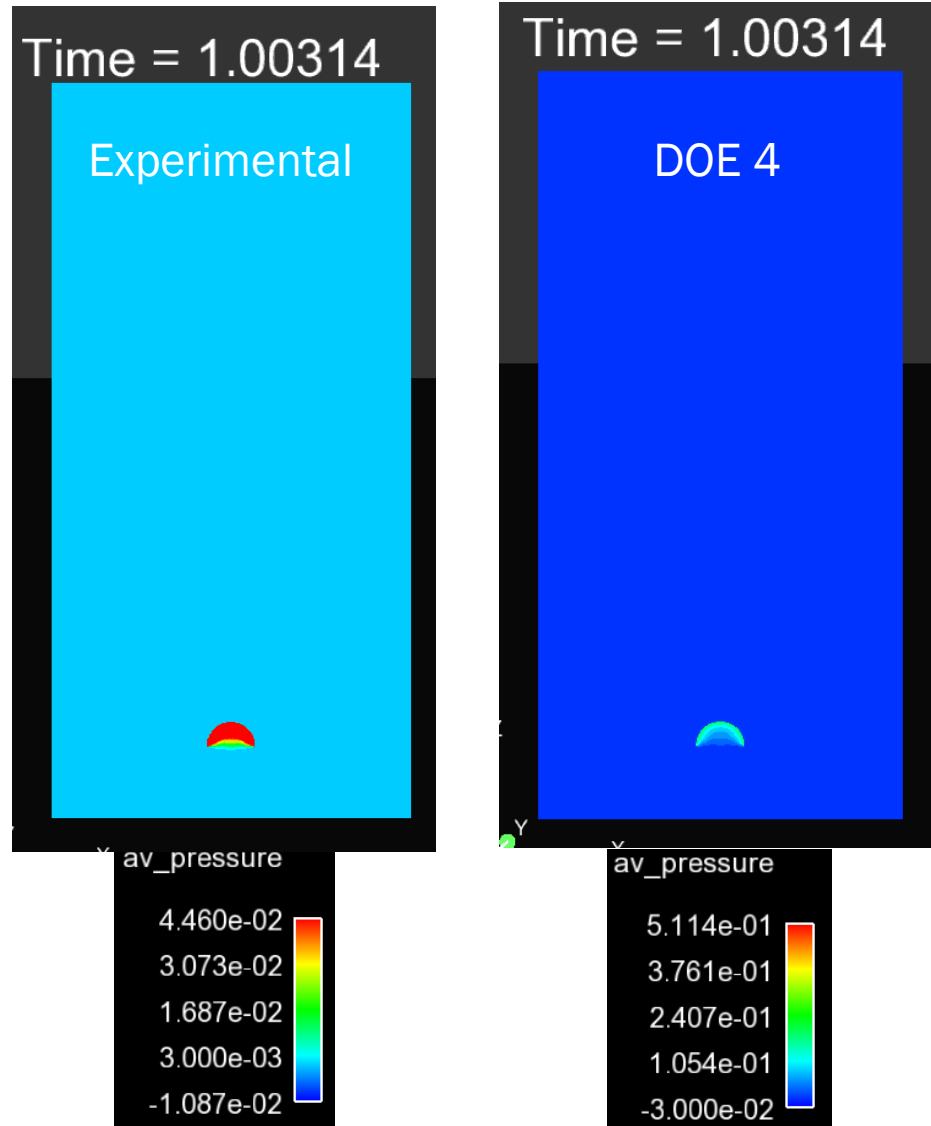 Time = 1.00314
Experimental
av_pressure
4.460e-02
3.073e-02
1.687e-02
3.000e-03
-1.087e-02
Time = 1.00314
DOE 4
Y
av_pressure
5.114e-01
3.761e-01
2.407e-01
1.054e-01
-3.000e-02